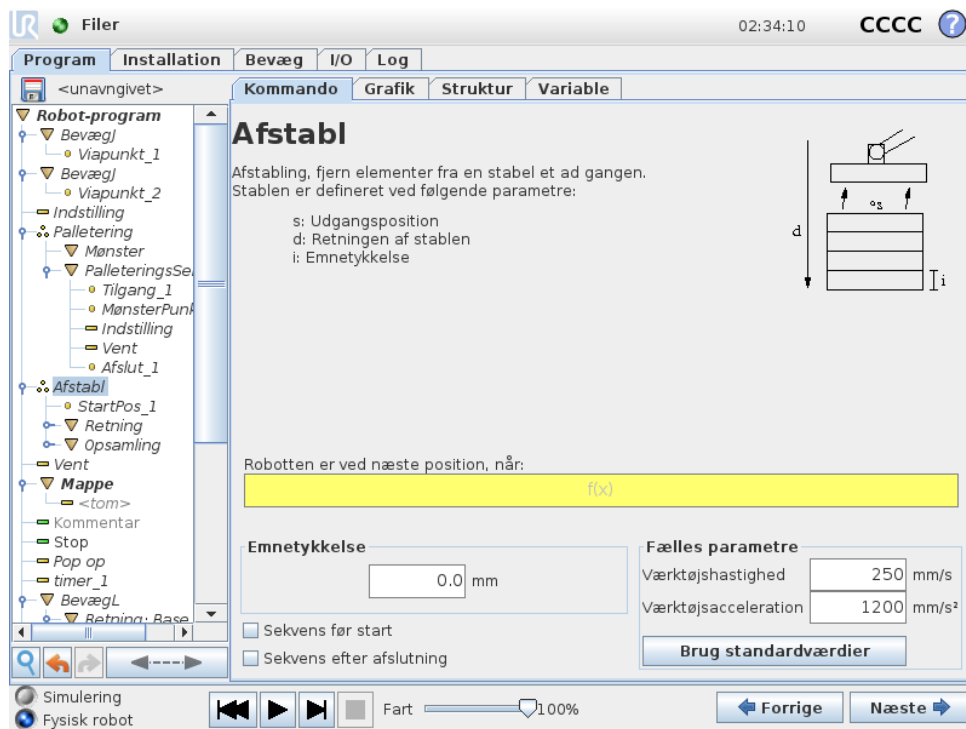 UR Filer 02:34:10 CCCC ?
Program Installation Bevæg I/O Log
<unavngivet>
Kommando Grafik Struktur Variable
Robot-program
BevægJ
Viapunkt_1
BevægJ
Viapunkt_2
Indstilling
Palletering
Mønster
PalleteringsSe
Tilgang_1
MønsterPunk
Indstilling
Vent
Afslut_1
Afstabl
StartPos_1
Retning
Opsamling
Vent
Mappe
<tom>
Kommentar
Stop
Pop op
timer_1
BevægL
Retning: Base
Afstabl
Afstabling, fjern elementer fra en stabel et ad gangen.
Stablen er defineret ved følgende parametre:
s: Udgangsposition
d: Retningen af stablen
i: Emnetykkelse
s
d
i
Robotten er ved næste position, når:
f(x)
Emnetykkelse
0.0 mm
Sekvens før start
Sekvens efter afslutning
Fælles parametre
Værktøjshastighed 250 mm/s
Værktøjsacceleration 1200 mm/s²
Brug standardværdier
Simulering
Fysisk robot
Fart 100%
Forrige Næste